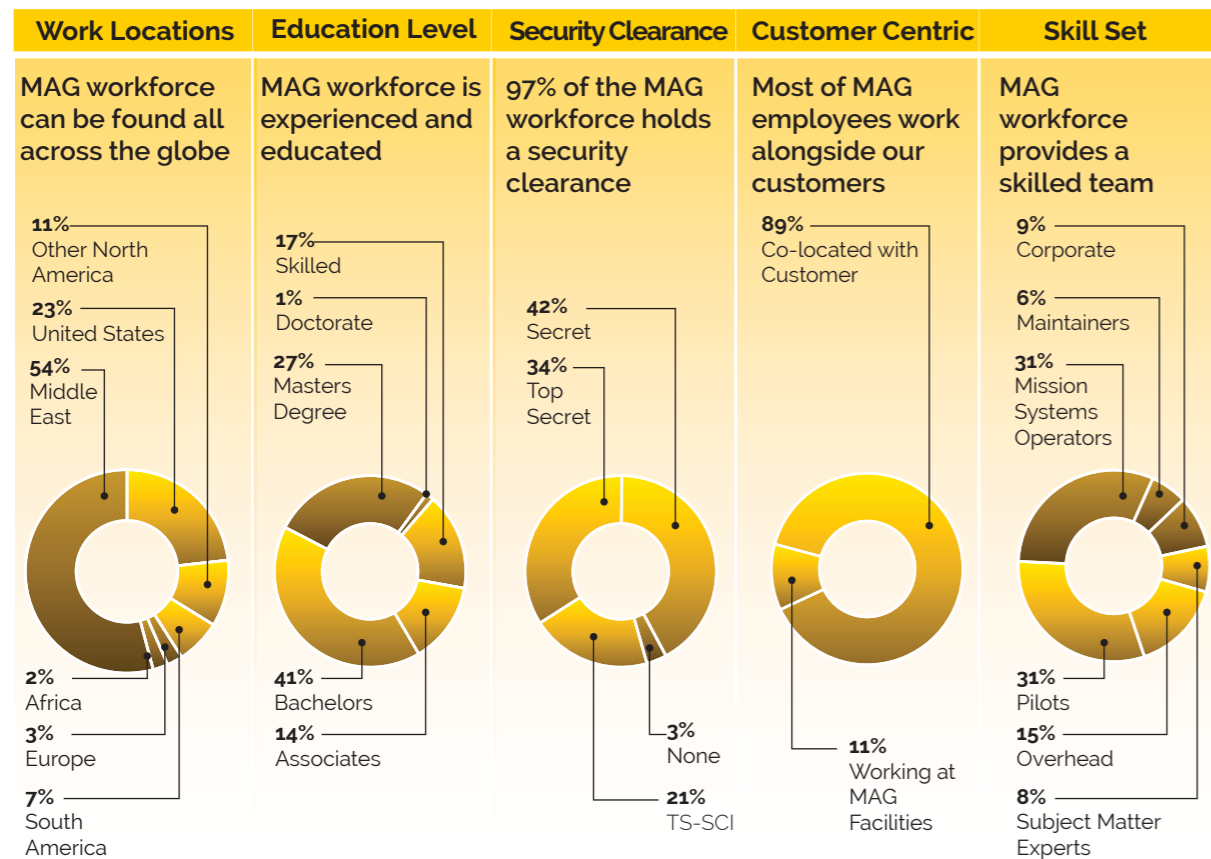 Work Locations
MAG workforce
can be found all
across the globe
11%
Other North
America
23%
United States
54%
Middle
East
2%
Africa
3%
Europe
7%
South
America
Education Level
MAG workforce is
experienced and
educated
17%
Skilled
1%
Doctorate
27%
Masters
Degree
41%
Bachelors
14%
Associates
Security Clearance
97% of the MAG
workforce holds
a security
clearance
42%
Secret
34%
Top
Secret
3%
None
21%
TS-SCI
Customer Centric
Most of MAG
employees work
alongside our
customers
89%
Co-located with
Customer
11%
Working at
MAG
Facilities
Skill Set
MAG
workforce
provides a
skilled team
9%
Corporate
6%
Maintainers
31%
Mission
Systems
Operators
31%
Pilots
15%
Overhead
8%
Subject Matter
Experts